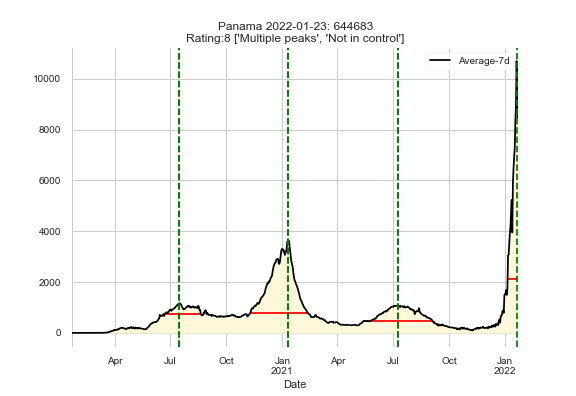 Panama 2022-01-23: 644683
Rating:8 ['Multiple peaks', 'Not in control']
Average-7d
10000
8000
6000
4000
2000
0
Apr Jul Oct Jan Apr Jul Oct Jan
2021 2022
Date